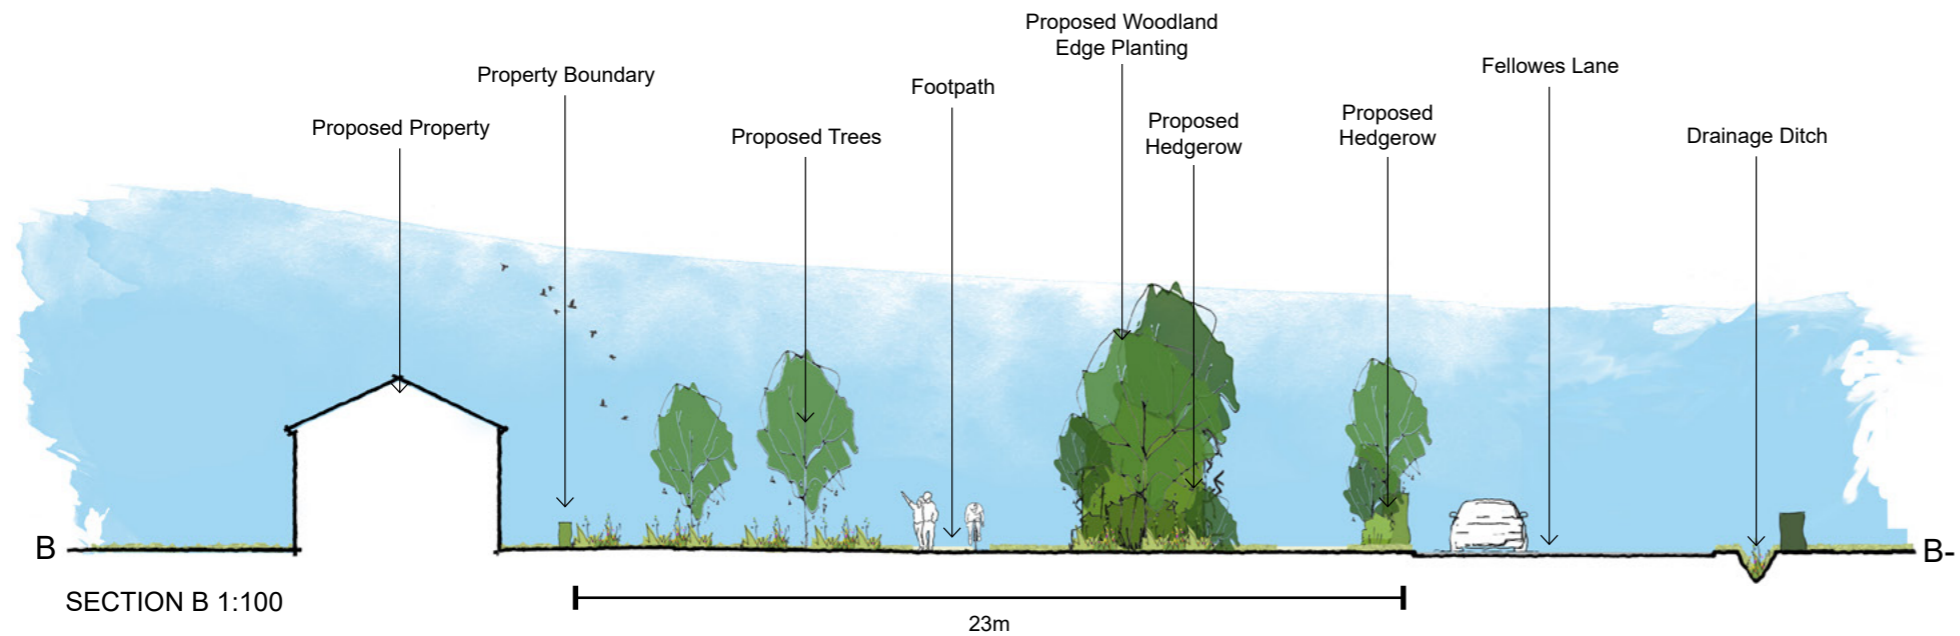 Proposed Woodland
Edge Planting
Fellowes Lane
Property Boundary
Footpath
Proposed
Hedgerow
Proposed
Hedgerow
Proposed Property
Proposed Trees
Drainage Ditch
B
B-
SECTION B 1:100
23m